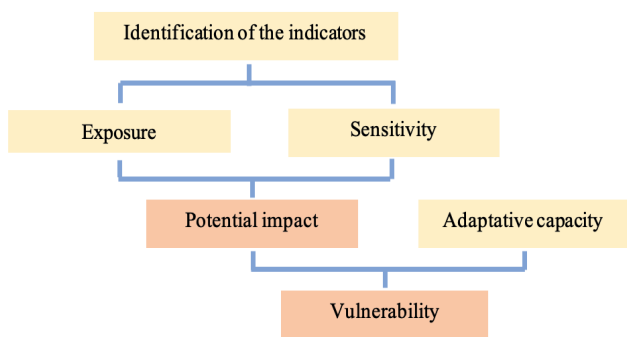 Identification of the indicators
Exposure
Sensitivity
Potential impact
Adaptative capacity
Vulnerability